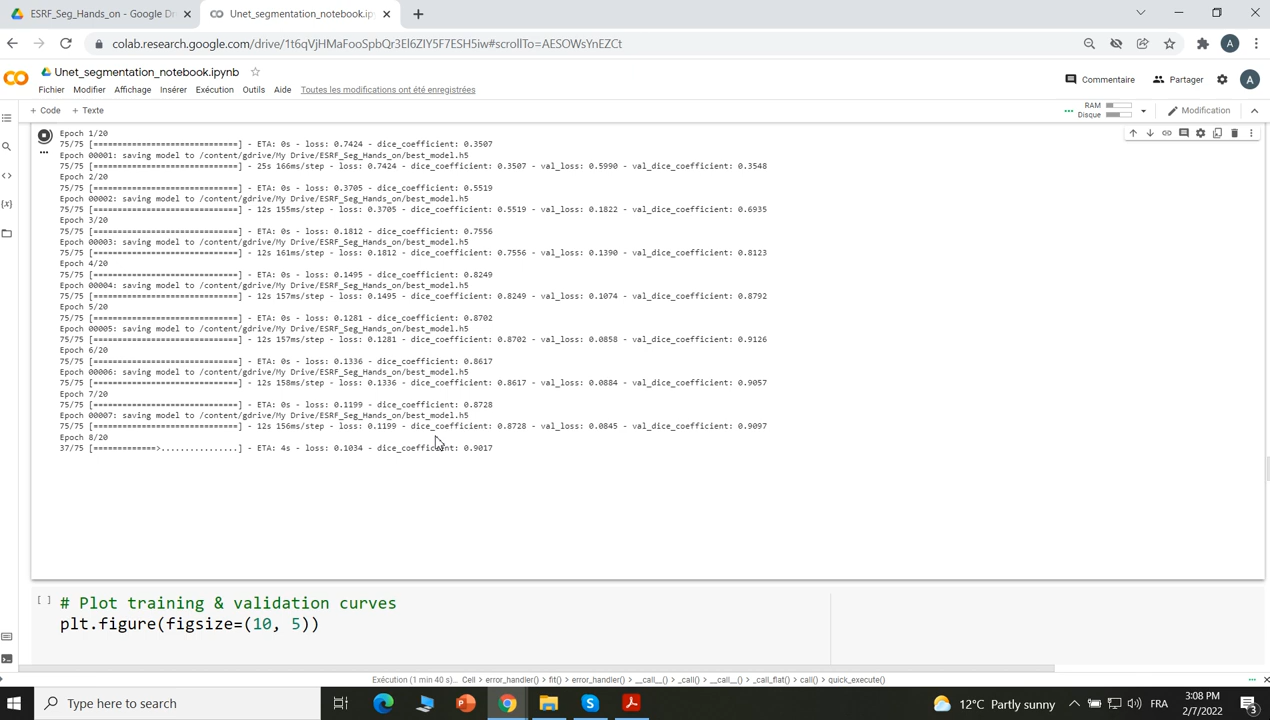 ESRF_Seg_Hands_on - Google Dr
Unet_segmentation_notebook.ipyn
colab.research.google.com/drive/1t6qVjHMaFooSpbQr3El6ZIY5F7ESH5iw#scrollTo=AESOWsYnEZCt
A
Unet_segmentation_notebook.ipynb
Commentaire
Partager
A
Fichier Modifier Affichage Insérer Exécution Outils Aide Toutes les modifications ont été enregistrées
+ Code + Texte
RAM
Disque
Modification
Epoch 1/20
75/75 [==============================] - ETA: 0s - loss: 0.7424 - dice_coefficient: 0.3507
Epoch 00001: saving model to /content/gdrive/My Drive/ESRF_Seg_Hands_on/best_model.h5
75/75 [==============================] - 25s 166ms/step - loss: 0.7424 - dice_coefficient: 0.3507 - val_loss: 0.5990 - val_dice_coefficient: 0.3548
Epoch 2/20
75/75 [==============================] - ETA: 0s - loss: 0.3705 - dice_coefficient: 0.5519
Epoch 00002: saving model to /content/gdrive/My Drive/ESRF_Seg_Hands_on/best_model.h5
75/75 [==============================] - 12s 155ms/step - loss: 0.3705 - dice_coefficient: 0.5519 - val_loss: 0.1822 - val_dice_coefficient: 0.6935
Epoch 3/20
75/75 [==============================] - ETA: 0s - loss: 0.1812 - dice_coefficient: 0.7556
Epoch 00003: saving model to /content/gdrive/My Drive/ESRF_Seg_Hands_on/best_model.h5
75/75 [==============================] - 12s 161ms/step - loss: 0.1812 - dice_coefficient: 0.7556 - val_loss: 0.1390 - val_dice_coefficient: 0.8123
Epoch 4/20
75/75 [==============================] - ETA: 0s - loss: 0.1495 - dice_coefficient: 0.8249
Epoch 00004: saving model to /content/gdrive/My Drive/ESRF_Seg_Hands_on/best_model.h5
75/75 [==============================] - 12s 157ms/step - loss: 0.1495 - dice_coefficient: 0.8249 - val_loss: 0.1074 - val_dice_coefficient: 0.8792
Epoch 5/20
75/75 [==============================] - ETA: 0s - loss: 0.1281 - dice_coefficient: 0.8702
Epoch 00005: saving model to /content/gdrive/My Drive/ESRF_Seg_Hands_on/best_model.h5
75/75 [==============================] - 12s 157ms/step - loss: 0.1281 - dice_coefficient: 0.8702 - val_loss: 0.0858 - val_dice_coefficient: 0.9126
Epoch 6/20
75/75 [==============================] - ETA: 0s - loss: 0.1336 - dice_coefficient: 0.8617
Epoch 00006: saving model to /content/gdrive/My Drive/ESRF_Seg_Hands_on/best_model.h5
75/75 [==============================] - 12s 158ms/step - loss: 0.1336 - dice_coefficient: 0.8617 - val_loss: 0.0884 - val_dice_coefficient: 0.9057
Epoch 7/20
75/75 [==============================] - ETA: 0s - loss: 0.1199 - dice_coefficient: 0.8728
Epoch 00007: saving model to /content/gdrive/My Drive/ESRF_Seg_Hands_on/best_model.h5
75/75 [==============================] - 12s 156ms/step - loss: 0.1199 - dice_coefficient: 0.8728 - val_loss: 0.0845 - val_dice_coefficient: 0.9097
Epoch 8/20
37/75 [=============>................] - ETA: 4s - loss: 0.1034 - dice_coefficient: 0.9017
[ ] # Plot training & validation curves
plt.figure(figsize=(10, 5))
Exécution (1 min 40 s)... Cell > error_handler() > fit() > error_handler() > __call__() > _call() > __call__() > _call_flat() > call() > quick_execute()
Type here to search
12°C Partly sunny
FRA
3:08 PM
2/7/2022
3